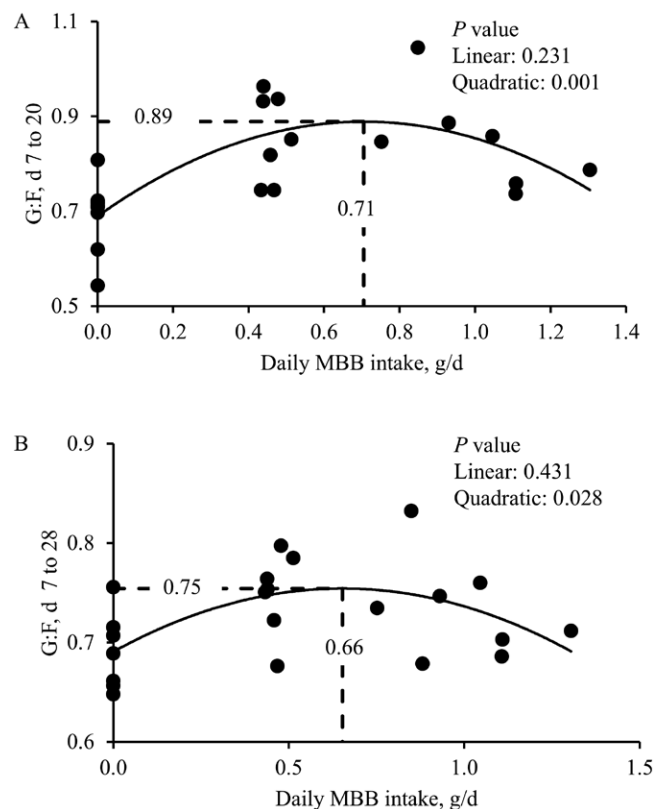 A
1.1
P value
Linear: 0.231
Quadratic: 0.001
0.9
0.89
G:F, d 7 to 20
0.7
0.71
0.5
0.0 0.2 0.4 0.6 0.8 1.0 1.2 1.4
Daily MBB intake, g/d
B
0.9
P value
Linear: 0.431
Quadratic: 0.028
0.8
G:F, d 7 to 28
0.75
0.7
0.66
0.6
0.0 0.5 1.0 1.5
Daily MBB intake, g/d